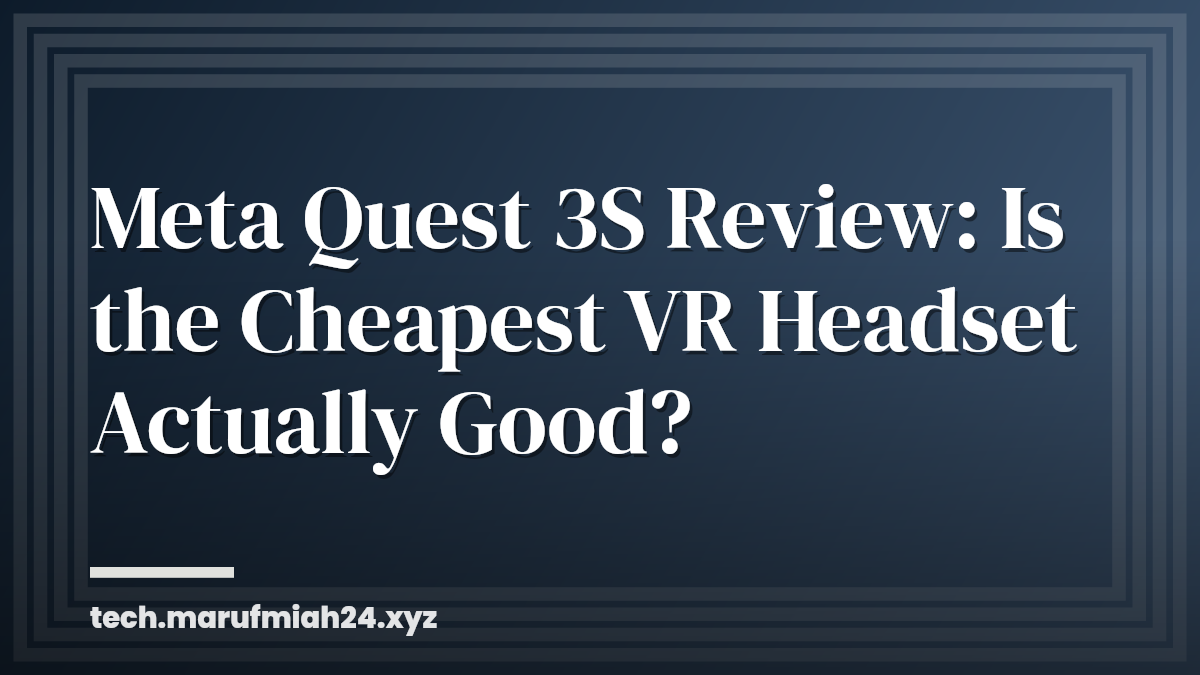 Meta Quest 3S Review: Is
the Cheapest VR Headset
Actually Good?
tech.marufmiah24.xyz